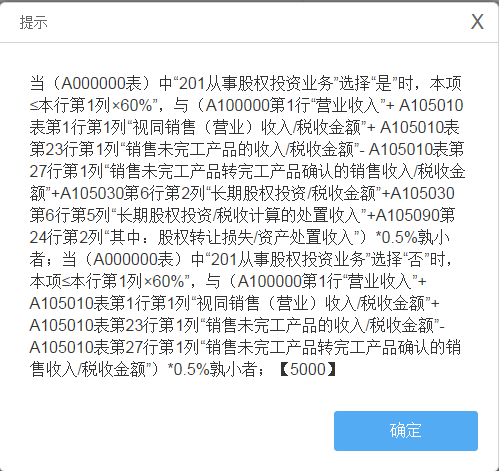 提示
X
当（A000000表）中“201从事股权投资业务”选择“是”时，本项
≤本行第1列×60%”，与（A100000第1行“营业收入”+ A105010
表第1行第1列“视同销售（营业）收入/税收金额”+ A105010表
第23行第1列“销售未完工产品的收入/税收金额”- A105010表第
27行第1列“销售未完工产品转完工产品确认的销售收入/税收金
额”+A105030第6行第2列“长期股权投资/税收金额”+A105030
第6行第5列“长期股权投资/税收计算的处置收入”+A105090第
24行第2列“其中：股权转让损失/资产处置收入”）*0.5%孰小
者；当（A000000表）中“201从事股权投资业务”选择“否”时，
本项≤本行第1列×60%”，与（A100000第1行“营业收入”+
A105010表第1行第1列“视同销售（营业）收入/税收金额”+
A105010表第23行第1列“销售未完工产品的收入/税收金额”-
A105010表第27行第1列“销售未完工产品转完工产品确认的销
售收入/税收金额”）*0.5%孰小者；【5000】
确定